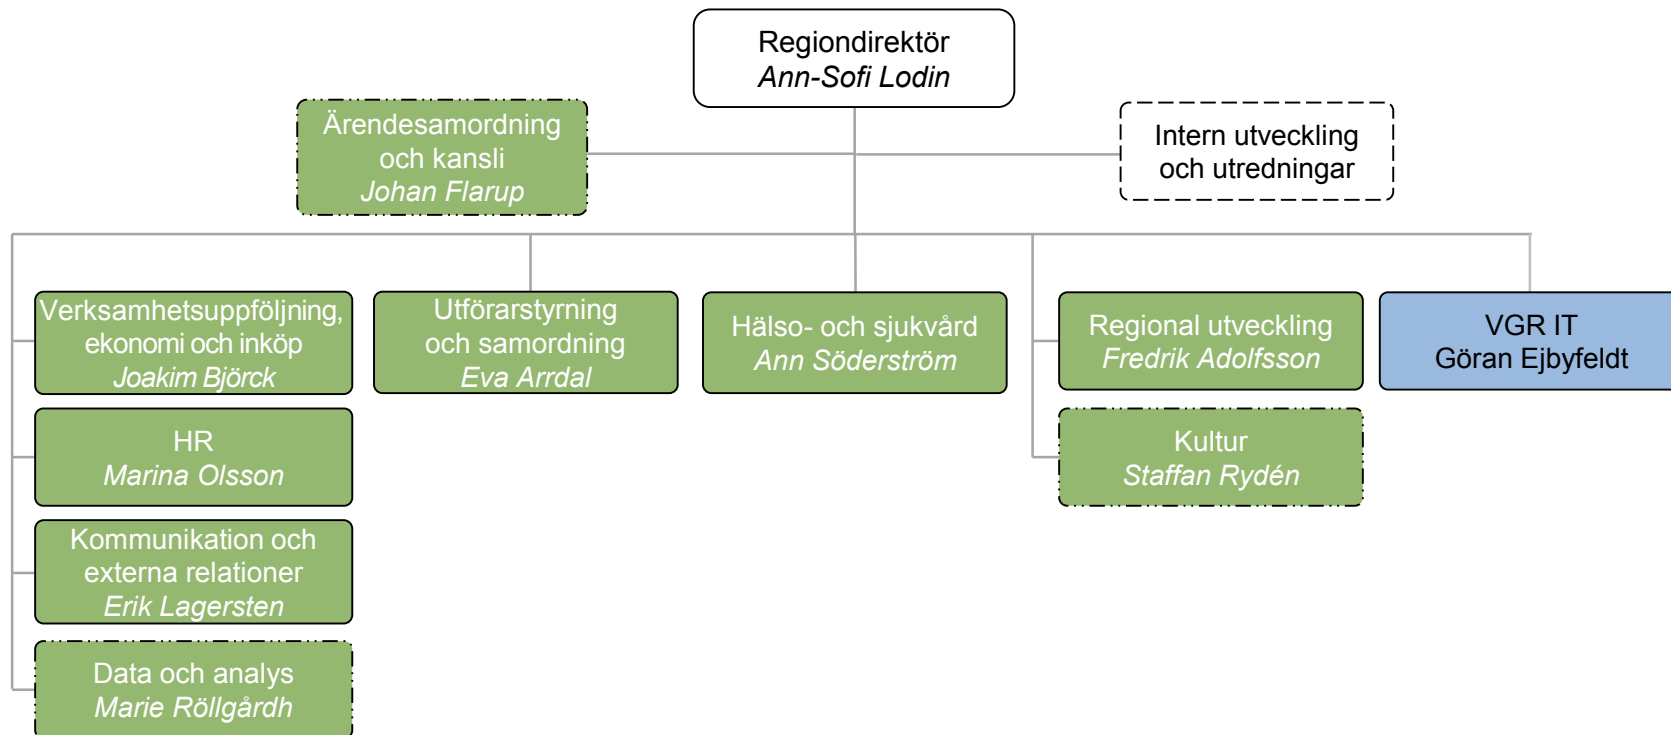 Regiondirektör
Ann-Sofi Lodin
Ärendesamordning
och kansli
Johan Flarup
Intern utveckling
och utredningar
Verksamhetsuppföljning,
ekonomi och inköp
Joakim Björck
Utförarstyrning
och samordning
Eva Arrdal
Hälso- och sjukvård
Ann Söderström
Regional utveckling
Fredrik Adolfsson
VGR IT
Göran Ejbyfeldt
HR
Marina Olsson
Kultur
Staffan Rydén
Kommunikation och
externa relationer
Erik Lagersten
Data och analys
Marie Röllgårdh